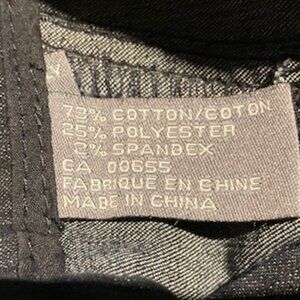 73% COTTON/COTON
25% POLYESTER
2% SPANDEX
CA 00655
FABRIQUE EN CHINE
MADE IN CHINA